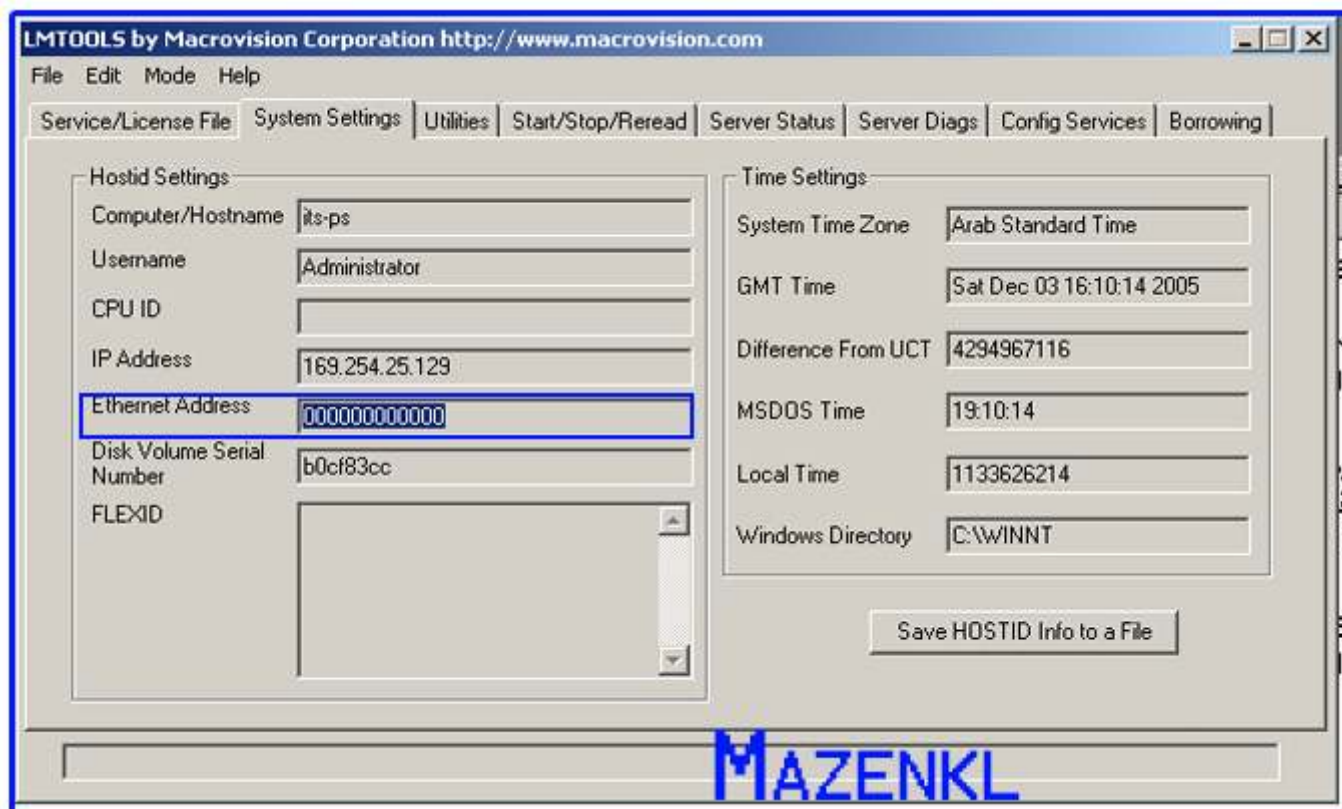 LMTOOLS by Macrovision Corporation http://www.macrovision.com
File Edit Mode Help
Service/License File System Settings Utilities Start/Stop/Reread Server Status Server Diags Config Services Borrowing
Hostid Settings
Computer/Hostname its-ps
Username Administrator
CPU ID
IP Address 169.254.25.129
Ethernet Address 000000000000
Disk Volume Serial
Number b0cf83cc
FLEXID
Time Settings
System Time Zone Arab Standard Time
GMT Time Sat Dec 03 16:10:14 2005
Difference From UCT 4294967116
MSDOS Time 19:10:14
Local Time 1133626214
Windows Directory C:\WINNT
Save HOSTID Info to a File
MAZENKL